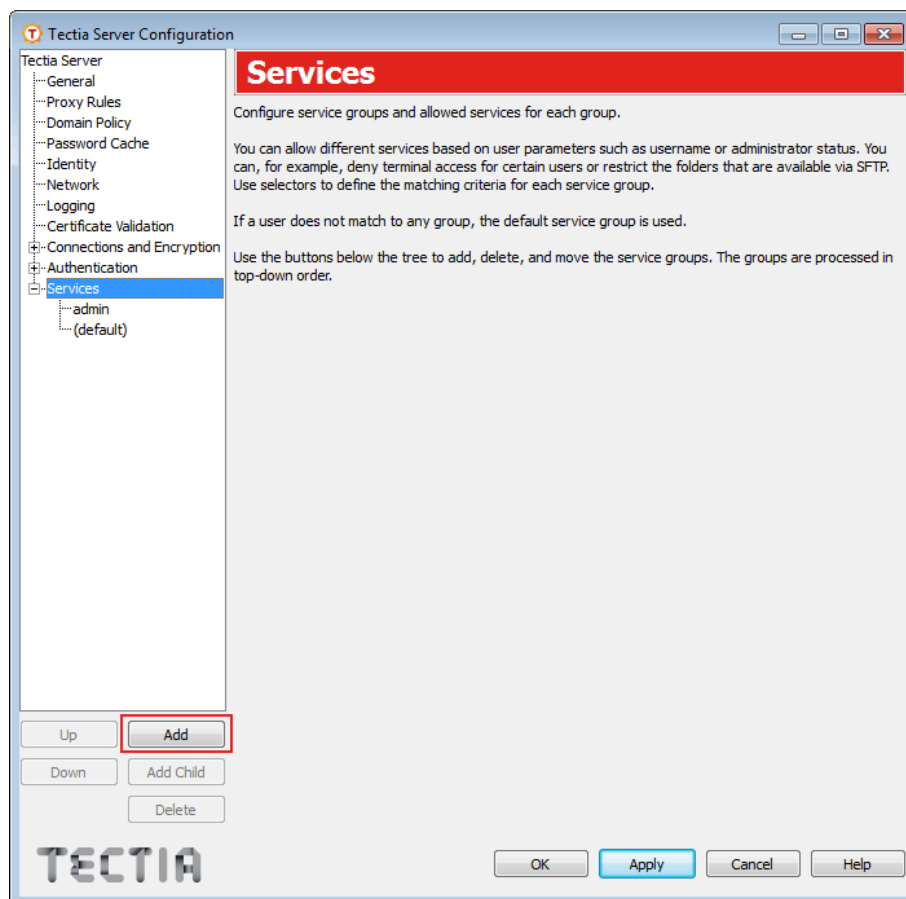 Tectia Server Configuration
Tectia Server
General
Proxy Rules
Domain Policy
Password Cache
Identity
Network
Logging
Certificate Validation
Connections and Encryption
Authentication
Services
admin
(default)
Services
Configure service groups and allowed services for each group.
You can allow different services based on user parameters such as username or administrator status. You
can, for example, deny terminal access for certain users or restrict the folders that are available via SFTP.
Use selectors to define the matching criteria for each service group.
If a user does not match to any group, the default service group is used.
Use the buttons below the tree to add, delete, and move the service groups. The groups are processed in
top-down order.
Up
Add
Down
Add Child
Delete
TECTIA
OK
Apply
Cancel
Help